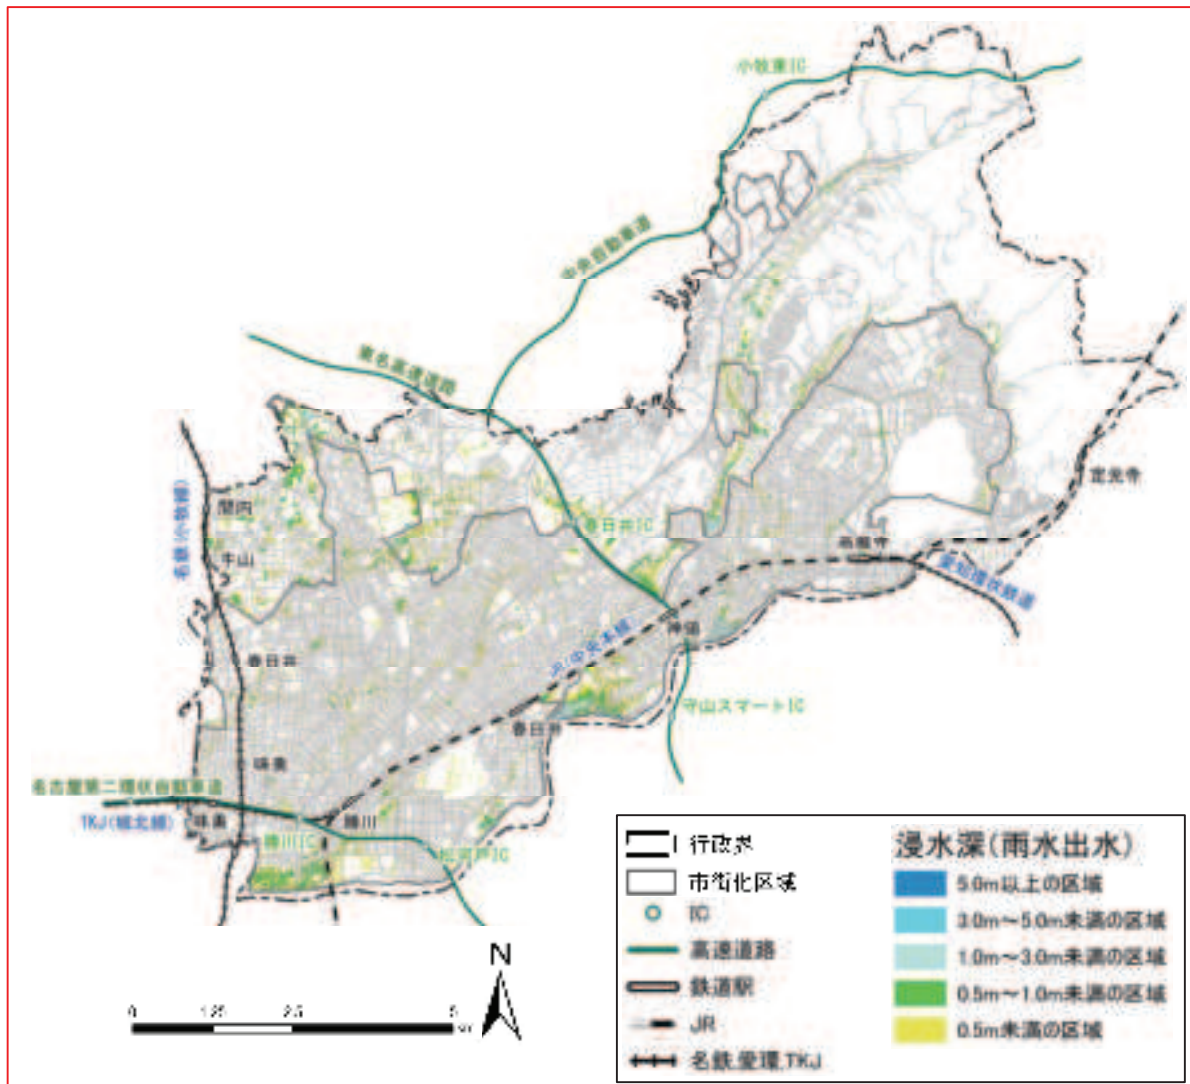 小牧東IC
中央自動車道
東名高速道路
名鉄(小牧線)
間内
牛山
春日井IC
定光寺
高蔵寺
愛知環状鉄道
神領
JR(中央本線)
春日井
守山スマートIC
春日井
味美
名古屋第二環状自動車道
TKJ(城北線)
味美
勝川
勝川IC
松河戸IC
N
0 1.25 2.5 5
km
行政界
市街化区域
IC
高速道路
鉄道駅
JR
名鉄,愛環,TKJ
浸水深(雨水出水)
5.0m以上の区域
3.0m~5.0m未満の区域
1.0m~3.0m未満の区域
0.5m~1.0m未満の区域
0.5m未満の区域